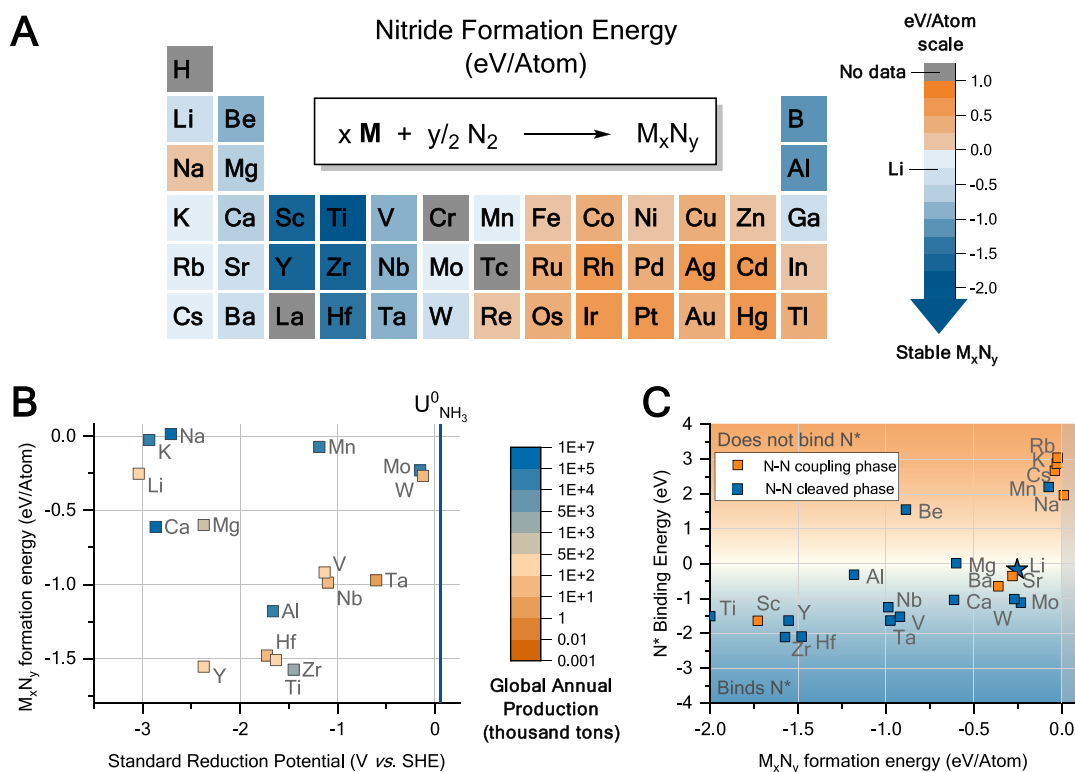 A
Nitride Formation Energy
(eV/Atom)
x M + y/2 N2 → MxNy
H
Li Be B
Na Mg Al
K Ca Sc Ti V Cr Mn Fe Co Ni Cu Zn Ga
Rb Sr Y Zr Nb Mo Tc Ru Rh Pd Ag Cd In
Cs Ba La Hf Ta W Re Os Ir Pt Au Hg Tl
eV/Atom
scale
No data
1.0
0.0
Li
-0.5
-1.0
-1.5
-2.0
Stable MxNy
B
U0NH3
MxNy formation energy (eV/Atom)
0.0
-0.5
-1.0
-1.5
Na
K
Mn
Li
Mo
W
Ca
Mg
V
Nb
Ta
Al
Hf
Y
Ti
Zr
-3 -2 -1 0
Standard Reduction Potential (V vs. SHE)
1E+7
1E+5
1E+4
5E+3
1E+3
5E+2
1E+2
1E+1
1
0.01
0.001
Global Annual
Production
(thousand tons)
C
N* Binding Energy (eV)
4
3
2
1
0
-1
-2
-3
-4
Does not bind N*
N-N coupling phase
N-N cleaved phase
Rb
K
Cs
Mn
Na
Be
Mg
Li
Al
Ba
Sr
Ti
Sc
Y
Nb
Ca
Mo
V
W
Ta
Zr
Hf
Binds N*
-2.0 -1.5 -1.0 -0.5 0.0
MxNy formation energy (eV/Atom)